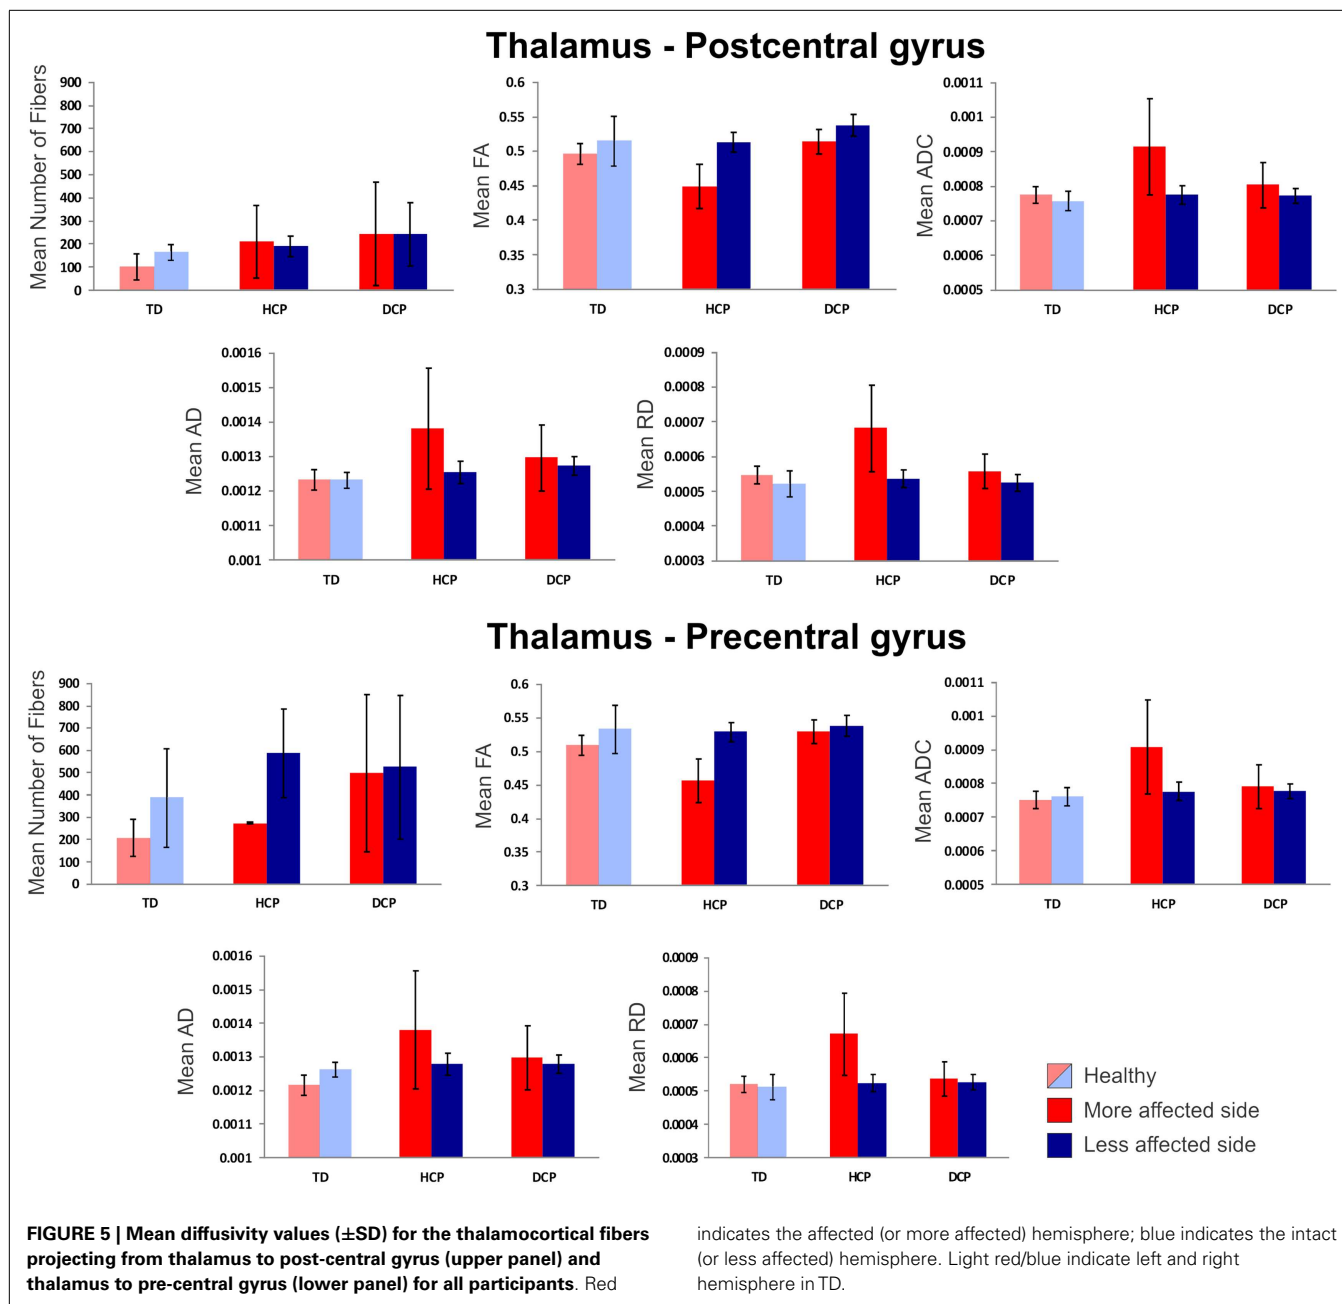 Thalamus - Postcentral gyrus
Mean Number of Fibers
900
800
700
600
500
400
300
200
100
0
TD HCP DCP
Mean FA
0.6
0.55
0.5
0.45
0.4
0.35
0.3
TD HCP DCP
Mean ADC
0.0011
0.001
0.0009
0.0008
0.0007
0.0006
0.0005
TD HCP DCP
Mean AD
0.0016
0.0015
0.0014
0.0013
0.0012
0.0011
0.001
TD HCP DCP
Mean RD
0.0009
0.0008
0.0007
0.0006
0.0005
0.0004
0.0003
TD HCP DCP
Thalamus - Precentral gyrus
Mean Number of Fibers
900
800
700
600
500
400
300
200
100
0
TD HCP DCP
Mean FA
0.6
0.55
0.5
0.45
0.4
0.35
0.3
TD HCP DCP
Mean ADC
0.0011
0.001
0.0009
0.0008
0.0007
0.0006
0.0005
TD HCP DCP
Mean AD
0.0016
0.0015
0.0014
0.0013
0.0012
0.0011
0.001
TD HCP DCP
Mean RD
0.0009
0.0008
0.0007
0.0006
0.0005
0.0004
0.0003
TD HCP DCP
Healthy
More affected side
Less affected side
FIGURE 5 | Mean diffusivity values (±SD) for the thalamocortical fibers
projecting from thalamus to post-central gyrus (upper panel) and
thalamus to pre-central gyrus (lower panel) for all participants. Red
indicates the affected (or more affected) hemisphere; blue indicates the intact
(or less affected) hemisphere. Light red/blue indicate left and right
hemisphere in TD.